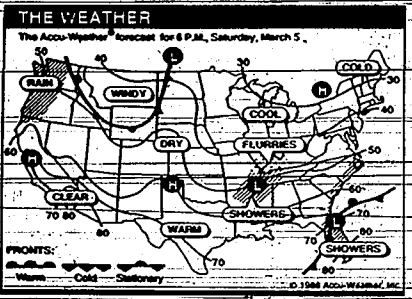 THE WEATHER
The Accu-Weather® forecast for 6 P.M., Saturday, March 5
50
40
L
30
COLD
RAIN
WINDY
H
30
COOL
40
DRY
FLURRIES
60
50
H
H
L
60
CLEAR
SHOWERS
70 80
L
70
WARM
80
70
80
SHOWERS
FRONTS:
70
80
Warm Cold Stationary
© 1988 Accu-Weather, Inc.